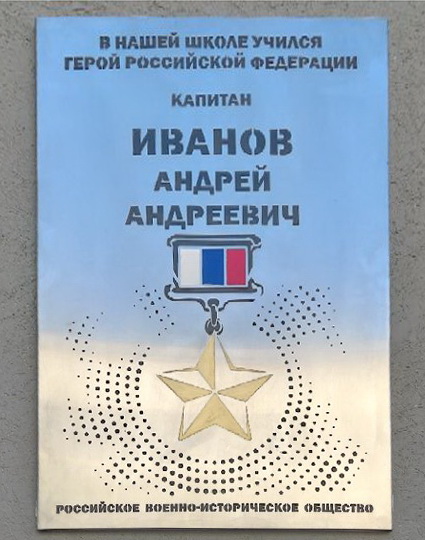 В НАШЕЙ ШКОЛЕ УЧИЛСЯ
ГЕРОЙ РОССИЙСКОЙ ФЕДЕРАЦИИ
КАПИТАН
ИВАНОВ
АНДРЕЙ
АНДРЕЕВИЧ
РОССИЙСКОЕ ВОЕННО-ИСТОРИЧЕСКОЕ ОБЩЕСТВО